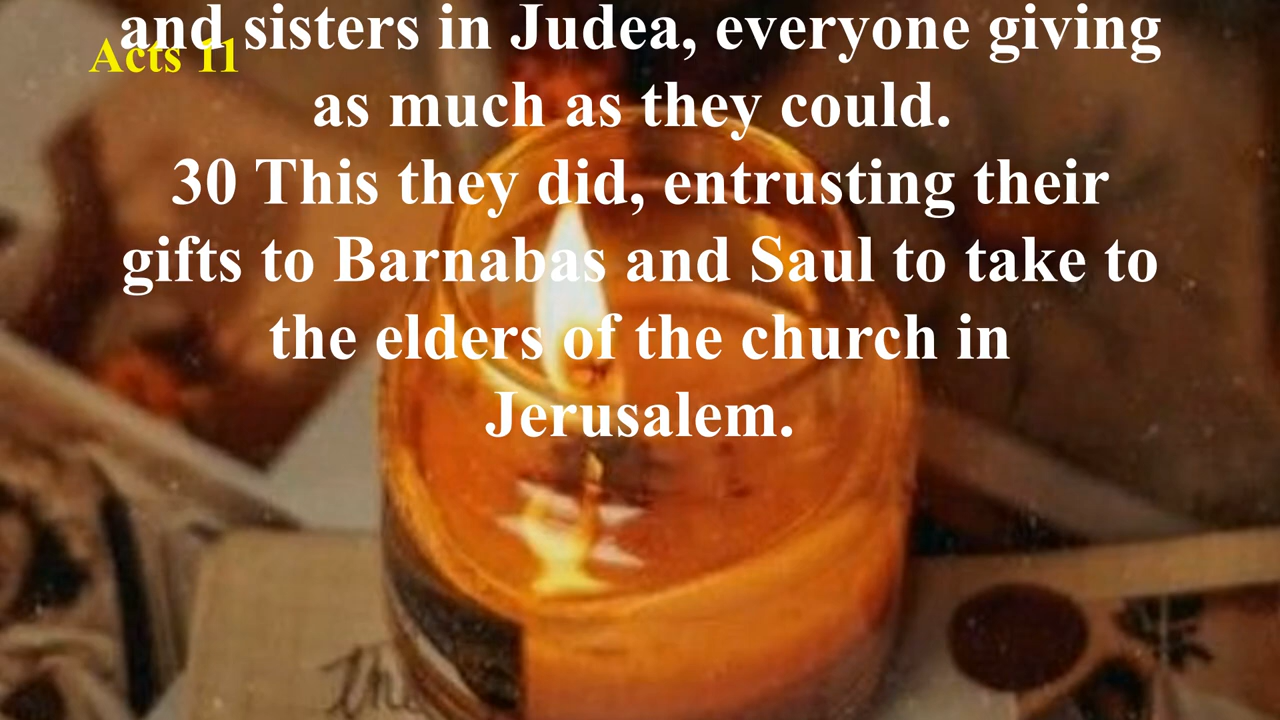 and sisters in Judea, everyone giving
Acts 11
as much as they could.
30 This they did, entrusting their
gifts to Barnabas and Saul to take to
the elders of the church in
Jerusalem.
the